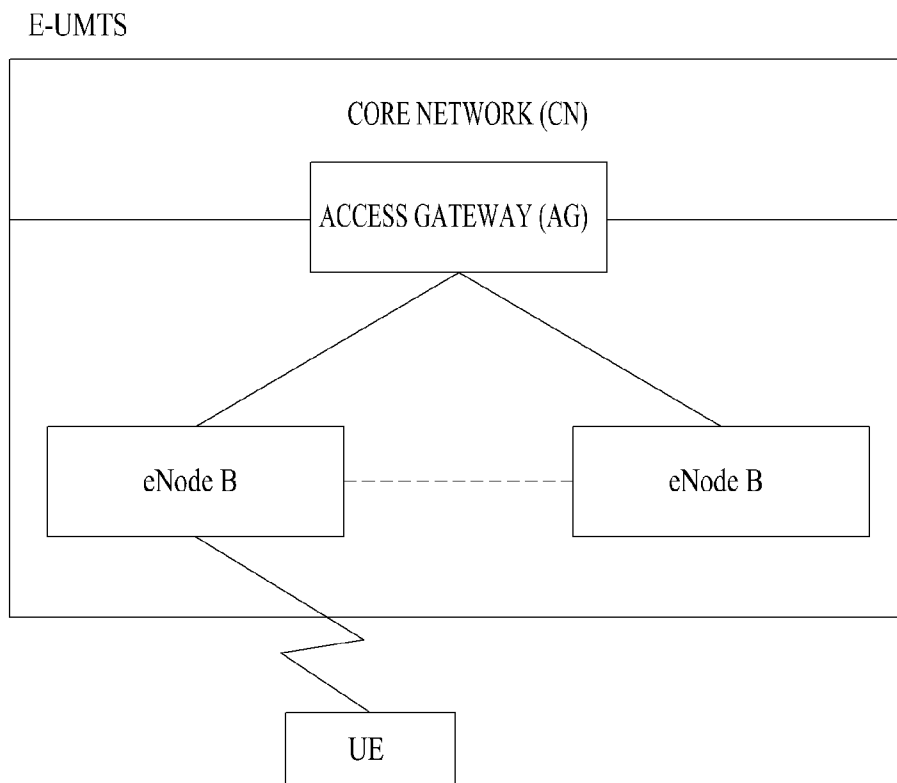 E-UMTS
CORE NETWORK (CN)
ACCESS GATEWAY (AG)
eNode B
eNode B
UE